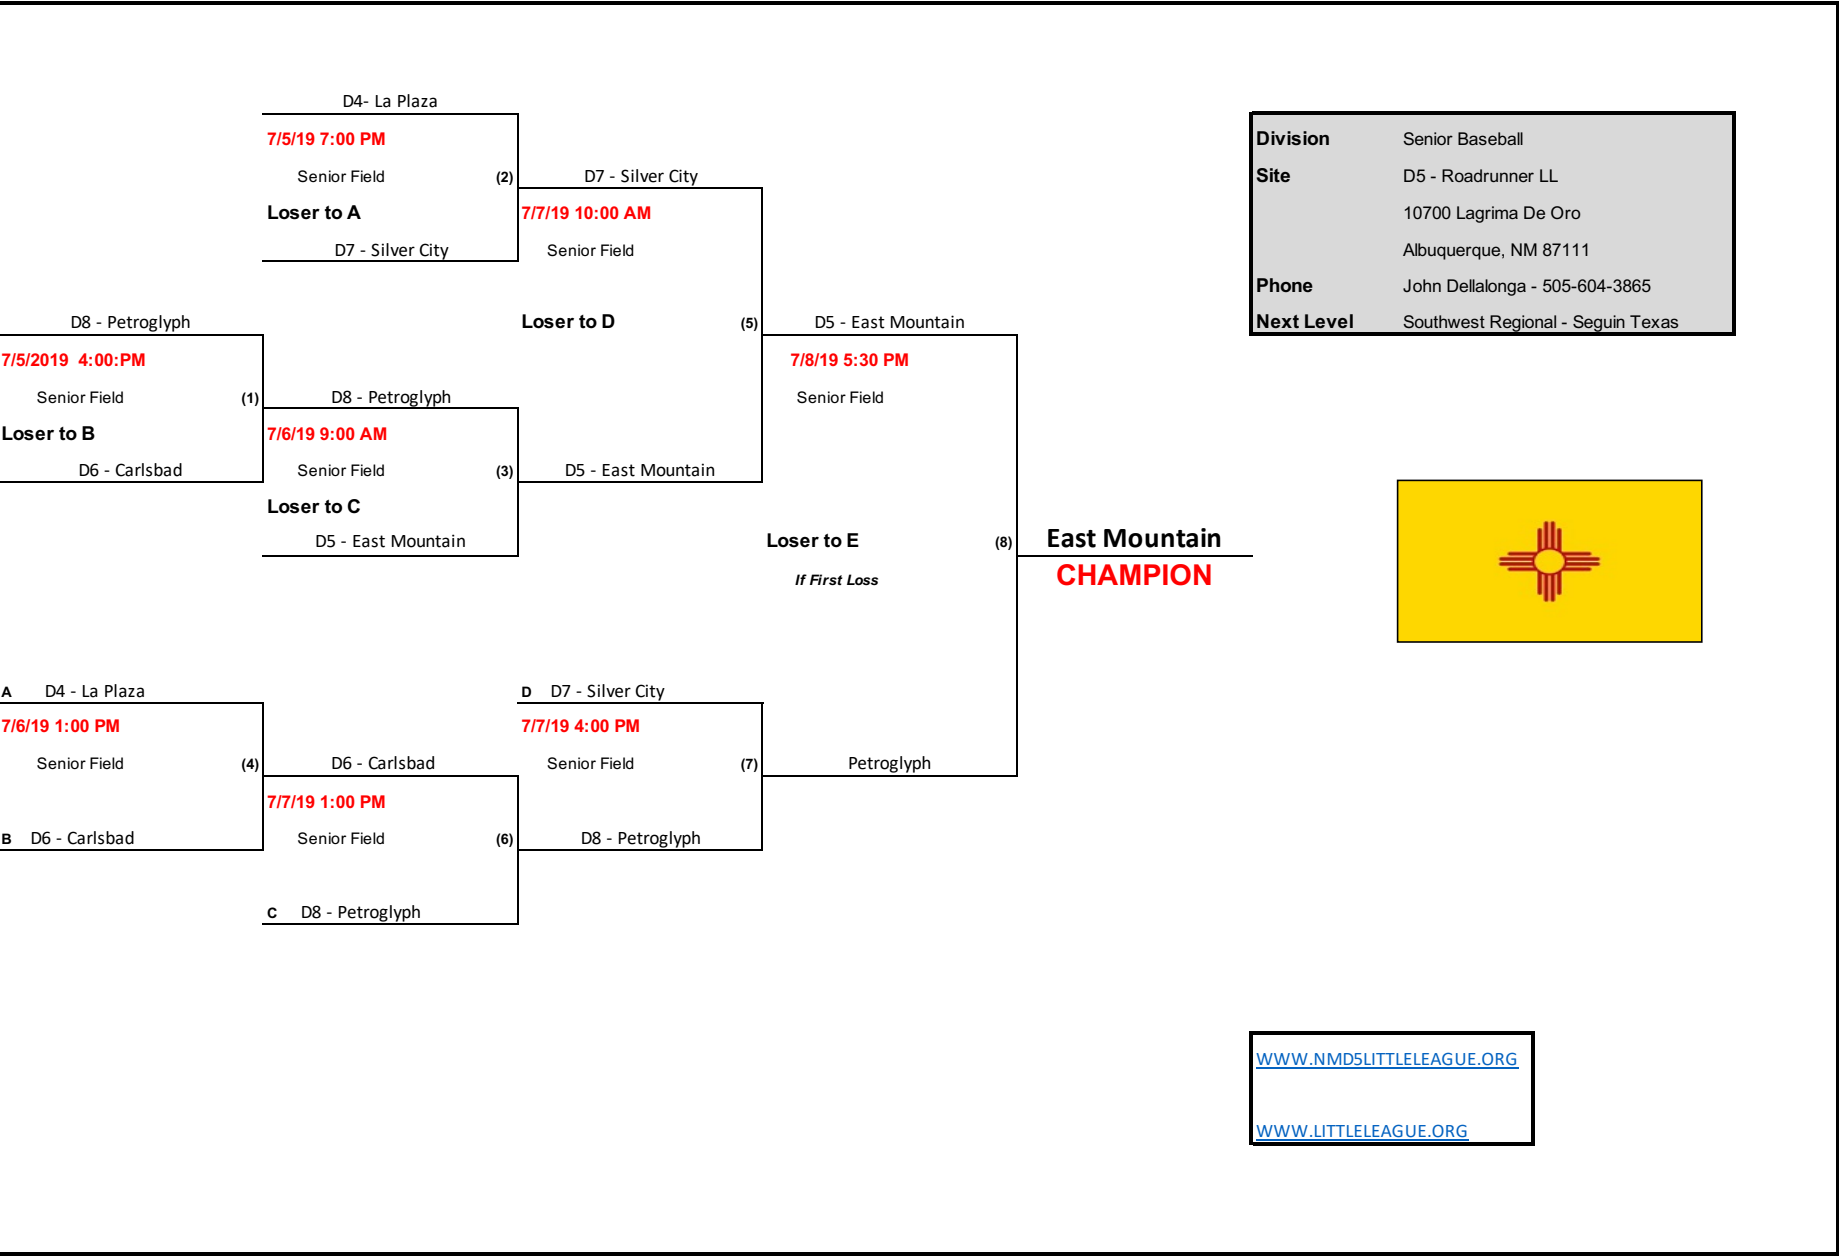 D4- La Plaza
7/5/19 7:00 PM
Division Senior Baseball
Senior Field (2) D7 - Silver City
Site D5 - Roadrunner LL
Loser to A 7/7/19 10:00 AM
10700 Lagrima De Oro
D7 - Silver City Senior Field
Albuquerque, NM 87111
Phone John Dellalonga - 505-604-3865
D8 - Petroglyph Loser to D (5) D5 - East Mountain
Next Level Southwest Regional - Seguin Texas
7/5/2019 4:00:PM 7/8/19 5:30 PM
Senior Field (1) D8 - Petroglyph Senior Field
Loser to B 7/6/19 9:00 AM
D6 - Carlsbad Senior Field (3) D5 - East Mountain
Loser to C
D5 - East Mountain Loser to E (8) East Mountain
If First Loss CHAMPION
A D4 - La Plaza D D7 - Silver City
7/6/19 1:00 PM 7/7/19 4:00 PM
Senior Field (4) D6 - Carlsbad Senior Field (7) Petroglyph
7/7/19 1:00 PM
B D6 - Carlsbad Senior Field (6) D8 - Petroglyph
C D8 - Petroglyph
WWW.NMD5LITTLELEAGUE.ORG
WWW.LITTLELEAGUE.ORG